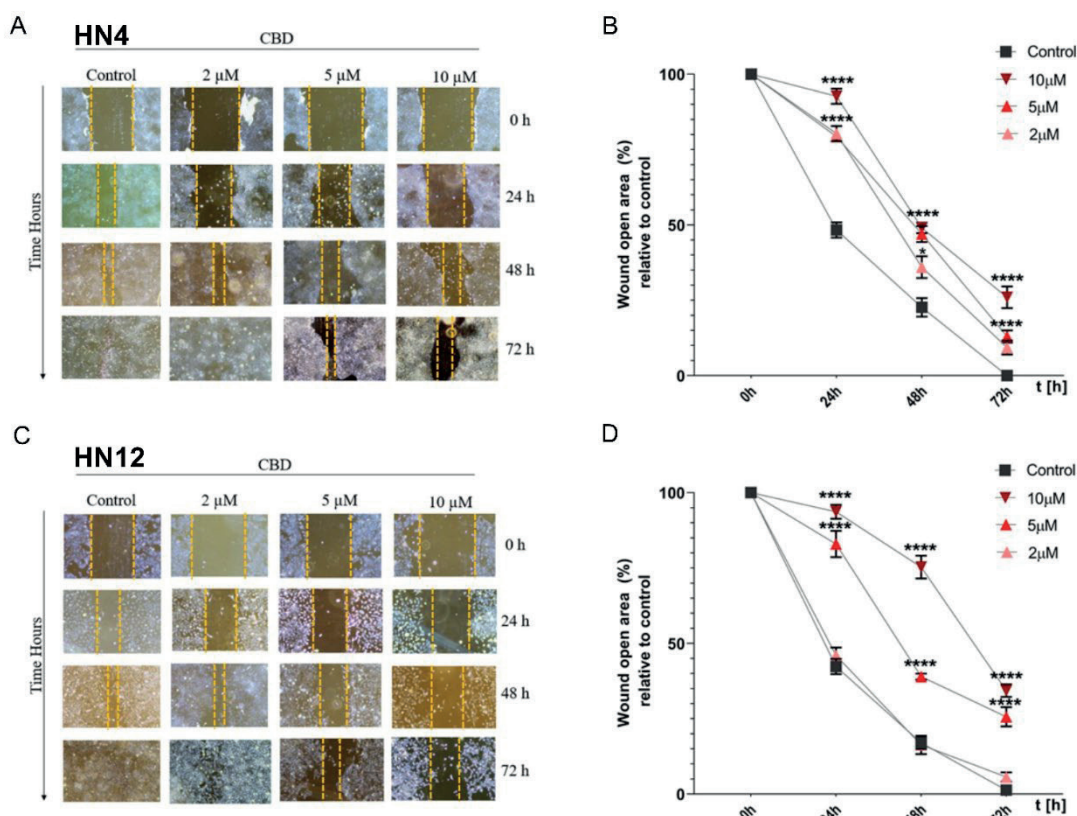 A
HN4
CBD
Control 2 µM 5 µM 10 µM
0 h
24 h
48 h
72 h
Time Hours
B
Control
10µM
5µM
2µM
Wound open area (%)
relative to control
100
50
0
****
****
****
*
****
****
0h 24h 48h 72h
t [h]
C
HN12
CBD
Control 2 µM 5 µM 10 µM
0 h
24 h
48 h
72 h
Time Hours
D
Control
10µM
5µM
2µM
Wound open area (%)
relative to control
100
50
0
****
****
****
****
****
****
t [h]